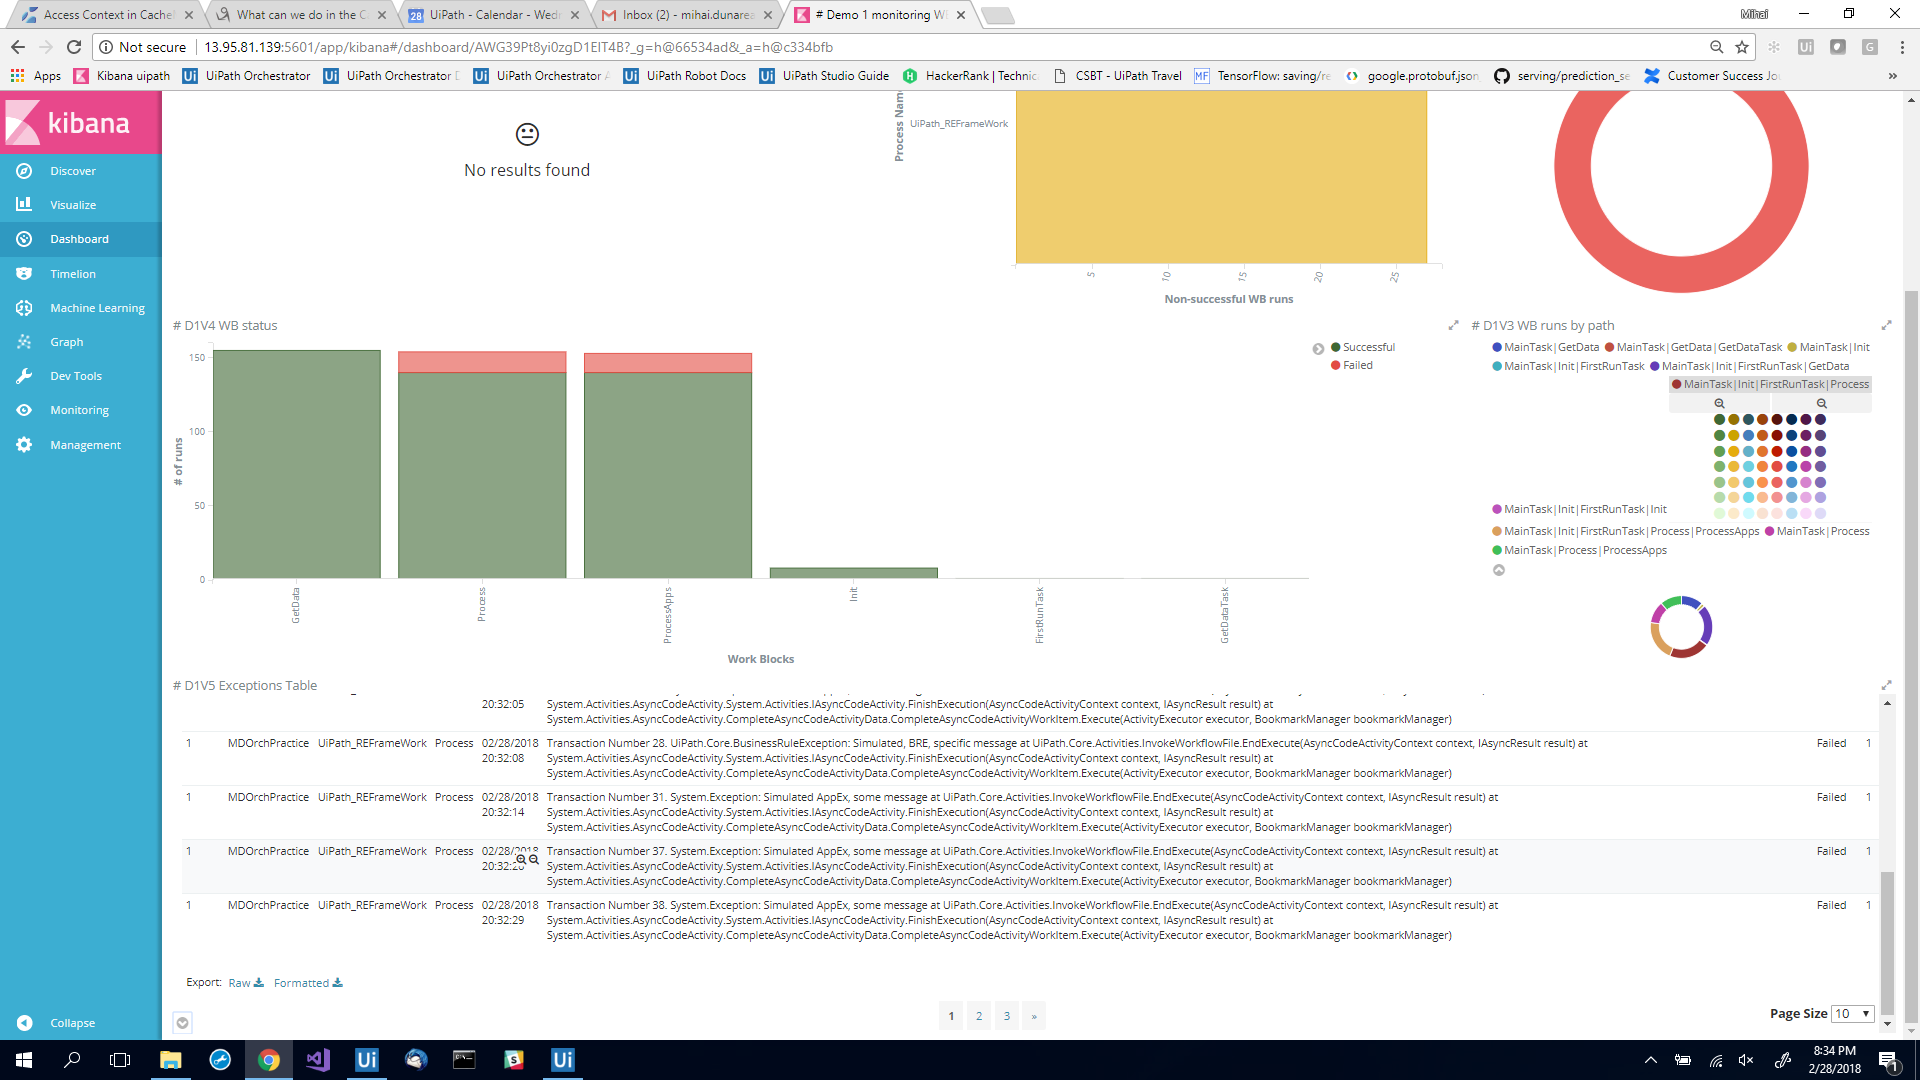 Access Context in Cache
What can we do in the C
UiPath - Calendar - Wed
Inbox (2) - mihai.dunarea
# Demo 1 monitoring W
Mihai
Not secure
13.95.81.139:5601/app/kibana#/dashboard/AWG39Pt8yi0zgD1EIT4B?_g=h@66534ad&_a=h@c334bfb
Apps
Kibana uipath
UiPath Orchestrator
UiPath Orchestrator
UiPath Orchestrator
UiPath Robot Docs
UiPath Studio Guide
HackerRank | Technic
CSBT - UiPath Travel
TensorFlow: saving/re
google.protobuf.json
serving/prediction_se
Customer Success Jou
»
kibana
Discover
Visualize
Dashboard
Timelion
Machine Learning
Graph
Dev Tools
Monitoring
Management
Collapse
No results found
Process Name
UiPath_REFrameWork
5
10
15
20
25
Non-successful WB runs
# D1V4 WB status
# of runs
150
100
50
0
GetData
Process
ProcessApps
Init
FirstRunTask
GetDataTask
Work Blocks
Successful
Failed
# D1V3 WB runs by path
MainTask|GetData
MainTask|GetData|GetDataTask
MainTask|Init
MainTask|Init|FirstRunTask
MainTask|Init|FirstRunTask|GetData
MainTask|Init|FirstRunTask|Process
MainTask|Init|FirstRunTask|Init
MainTask|Init|FirstRunTask|Process|ProcessApps
MainTask|Process
MainTask|Process|ProcessApps
# D1V5 Exceptions Table
20:32:05
System.Activities.AsyncCodeActivity.System.Activities.IAsyncCodeActivity.FinishExecution(AsyncCodeActivityContext context, IAsyncResult result) at
System.Activities.AsyncCodeActivity.CompleteAsyncCodeActivityData.CompleteAsyncCodeActivityWorkItem.Execute(ActivityExecutor executor, BookmarkManager bookmarkManager)
1 MDOrchPractice UiPath_REFrameWork Process 02/28/2018 20:32:08
Transaction Number 28. UiPath.Core.BusinessRuleException: Simulated, BRE, specific message at UiPath.Core.Activities.InvokeWorkflowFile.EndExecute(AsyncCodeActivityContext context, IAsyncResult result) at
System.Activities.AsyncCodeActivity.System.Activities.IAsyncCodeActivity.FinishExecution(AsyncCodeActivityContext context, IAsyncResult result) at
System.Activities.AsyncCodeActivity.CompleteAsyncCodeActivityData.CompleteAsyncCodeActivityWorkItem.Execute(ActivityExecutor executor, BookmarkManager bookmarkManager)
Failed 1
1 MDOrchPractice UiPath_REFrameWork Process 02/28/2018 20:32:14
Transaction Number 31. System.Exception: Simulated AppEx, some message at UiPath.Core.Activities.InvokeWorkflowFile.EndExecute(AsyncCodeActivityContext context, IAsyncResult result) at
System.Activities.AsyncCodeActivity.System.Activities.IAsyncCodeActivity.FinishExecution(AsyncCodeActivityContext context, IAsyncResult result) at
System.Activities.AsyncCodeActivity.CompleteAsyncCodeActivityData.CompleteAsyncCodeActivityWorkItem.Execute(ActivityExecutor executor, BookmarkManager bookmarkManager)
Failed 1
1 MDOrchPractice UiPath_REFrameWork Process 02/28/2018
Transaction Number 37. System.Exception: Simulated AppEx, some message at UiPath.Core.Activities.InvokeWorkflowFile.EndExecute(AsyncCodeActivityContext context, IAsyncResult result) at
System.Activities.AsyncCodeActivity.System.Activities.IAsyncCodeActivity.FinishExecution(AsyncCodeActivityContext context, IAsyncResult result) at
System.Activities.AsyncCodeActivity.CompleteAsyncCodeActivityData.CompleteAsyncCodeActivityWorkItem.Execute(ActivityExecutor executor, BookmarkManager bookmarkManager)
Failed 1
1 MDOrchPractice UiPath_REFrameWork Process 02/28/2018 20:32:29
Transaction Number 38. System.Exception: Simulated AppEx, some message at UiPath.Core.Activities.InvokeWorkflowFile.EndExecute(AsyncCodeActivityContext context, IAsyncResult result) at
System.Activities.AsyncCodeActivity.System.Activities.IAsyncCodeActivity.FinishExecution(AsyncCodeActivityContext context, IAsyncResult result) at
System.Activities.AsyncCodeActivity.CompleteAsyncCodeActivityData.CompleteAsyncCodeActivityWorkItem.Execute(ActivityExecutor executor, BookmarkManager bookmarkManager)
Failed 1
Export: Raw Formatted
1 2 3 »
Page Size 10
8:34 PM
2/28/2018